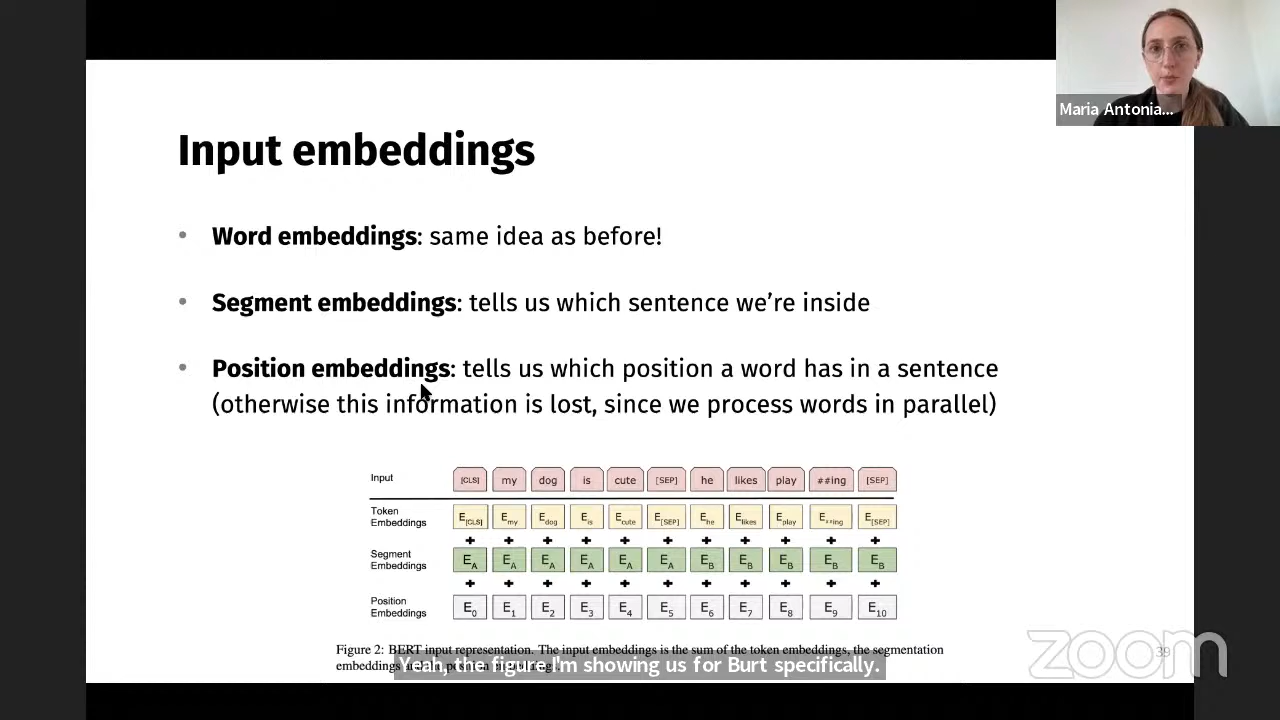 Maria Antonia...
Input embeddings
• Word embeddings: same idea as before!
• Segment embeddings: tells us which sentence we're inside
• Position embeddings: tells us which position a word has in a sentence
(otherwise this information is lost, since we process words in parallel)
Input [CLS] my dog is cute [SEP] he likes play ##ing [SEP]
Token
Embeddings
E[CLS] Emy Edog Eis Ecute E[SEP] Ehe Elikes Eplay E**ing E[SEP]
+ + + + + + + + + + +
Segment
Embeddings
EA EA EA EA EA EA EB EB EB EB EB
+ + + + + + + + + + +
Position
Embeddings
E0 E1 E2 E3 E4 E5 E6 E7 E8 E9 E10
Figure 2: BERT input representation. The input embeddings is the sum of the token embeddings, the segmentation
embeddings
Yeah, the figure I'm showing us for Burt specifically.
zoom
39